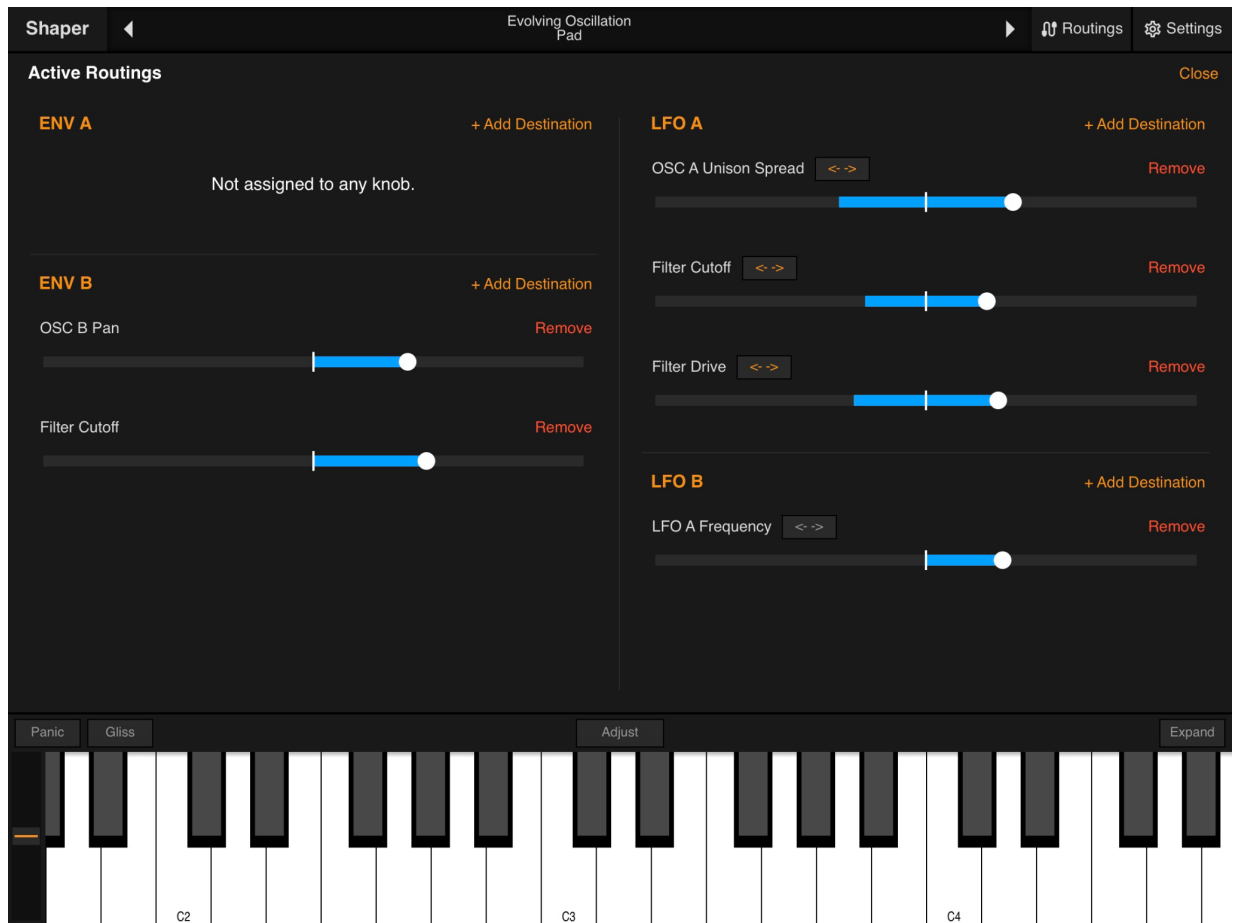 Shaper
Evolving Oscillation
Pad
Routings
Settings
Active Routings
Close
ENV A
+ Add Destination
Not assigned to any knob.
ENV B
+ Add Destination
OSC B Pan
Remove
Filter Cutoff
Remove
LFO A
+ Add Destination
OSC A Unison Spread
<- ->
Remove
Filter Cutoff
<- ->
Remove
Filter Drive
<- ->
Remove
LFO B
+ Add Destination
LFO A Frequency
<- ->
Remove
Panic
Gliss
Adjust
Expand
C2
C3
C4